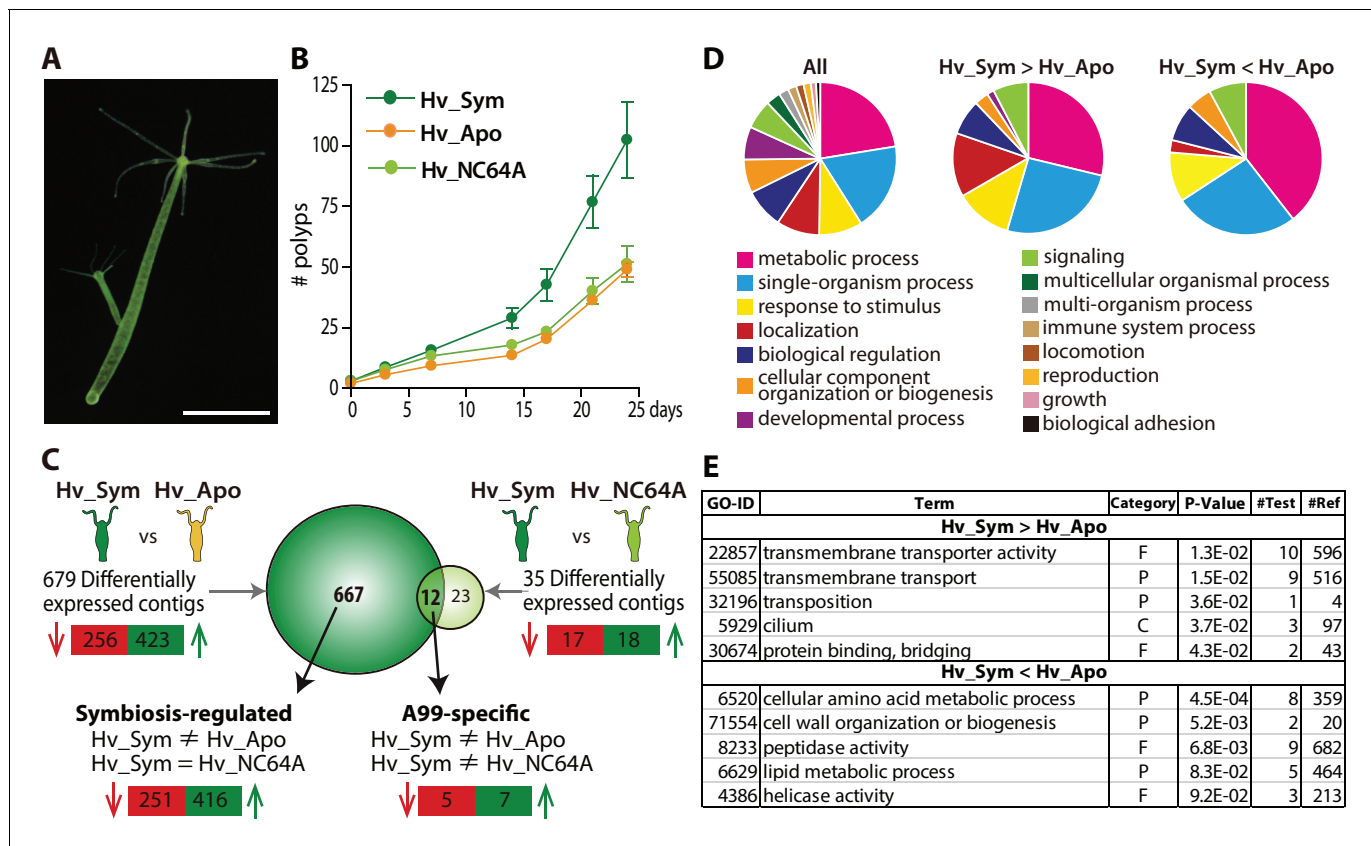 A
B
125
100
75
50
25
0
# polyps
Hv_Sym
Hv_Apo
Hv_NC64A
0 5 10 15 20 25 days
C
Hv_Sym Hv_Apo
vs
679 Differentially
expressed contigs
256 423
667
12
23
Hv_Sym Hv_NC64A
vs
35 Differentially
expressed contigs
17 18
Symbiosis-regulated
Hv_Sym ≠ Hv_Apo
Hv_Sym = Hv_NC64A
251 416
A99-specific
Hv_Sym ≠ Hv_Apo
Hv_Sym ≠ Hv_NC64A
5 7
D
All
Hv_Sym > Hv_Apo
Hv_Sym < Hv_Apo
metabolic process
single-organism process
response to stimulus
localization
biological regulation
cellular component
organization or biogenesis
developmental process
signaling
multicellular organismal process
multi-organism process
immune system process
locomotion
reproduction
growth
biological adhesion
E
GO-ID Term Category P-Value #Test #Ref
Hv_Sym > Hv_Apo
22857 transmembrane transporter activity F 1.3E-02 10 596
55085 transmembrane transport P 1.5E-02 9 516
32196 transposition P 3.6E-02 1 4
5929 cilium C 3.7E-02 3 97
30674 protein binding, bridging F 4.3E-02 2 43
Hv_Sym < Hv_Apo
6520 cellular amino acid metabolic process P 4.5E-04 8 359
71554 cell wall organization or biogenesis P 5.2E-03 2 20
8233 peptidase activity F 6.8E-03 9 682
6629 lipid metabolic process P 8.3E-02 5 464
4386 helicase activity F 9.2E-02 3 213